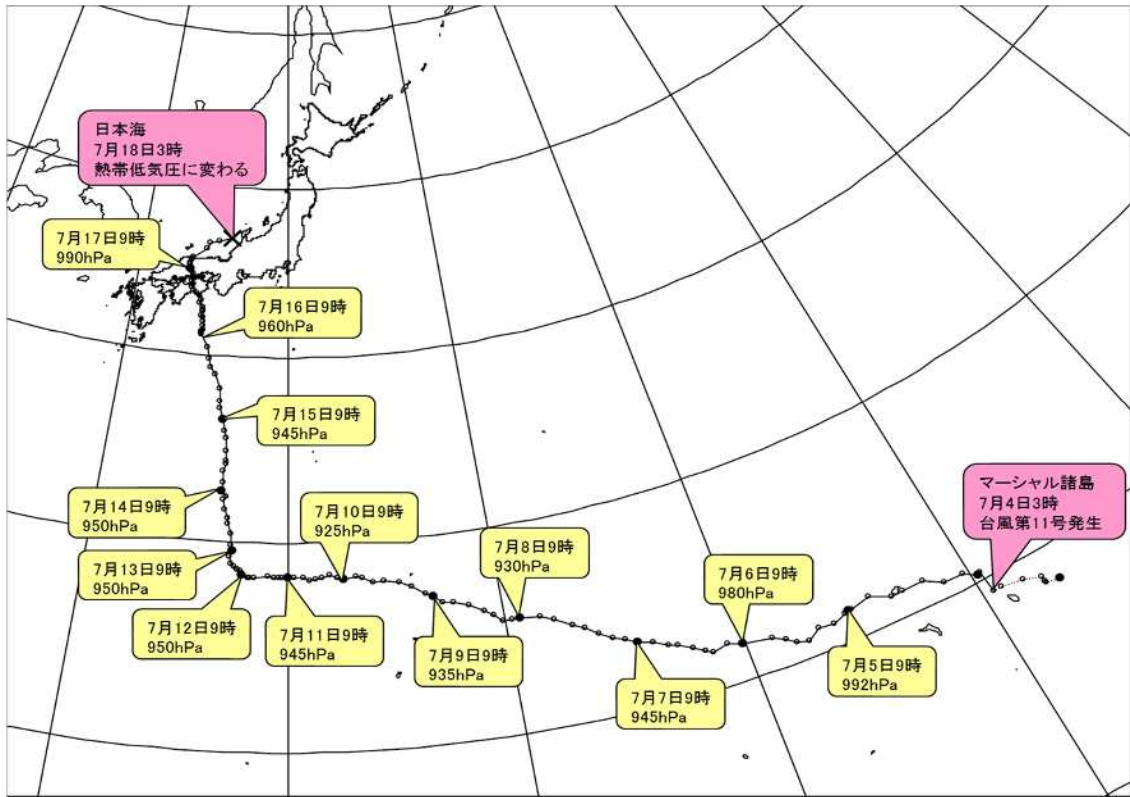 日本海
7月18日3時
熱帯低気圧に変わる
7月17日9時
990hPa
7月16日9時
960hPa
7月15日9時
945hPa
7月14日9時
950hPa
7月13日9時
950hPa
7月12日9時
950hPa
7月11日9時
945hPa
7月10日9時
925hPa
7月9日9時
935hPa
7月8日9時
930hPa
7月7日9時
945hPa
7月6日9時
980hPa
7月5日9時
992hPa
マーシャル諸島
7月4日3時
台風第11号発生